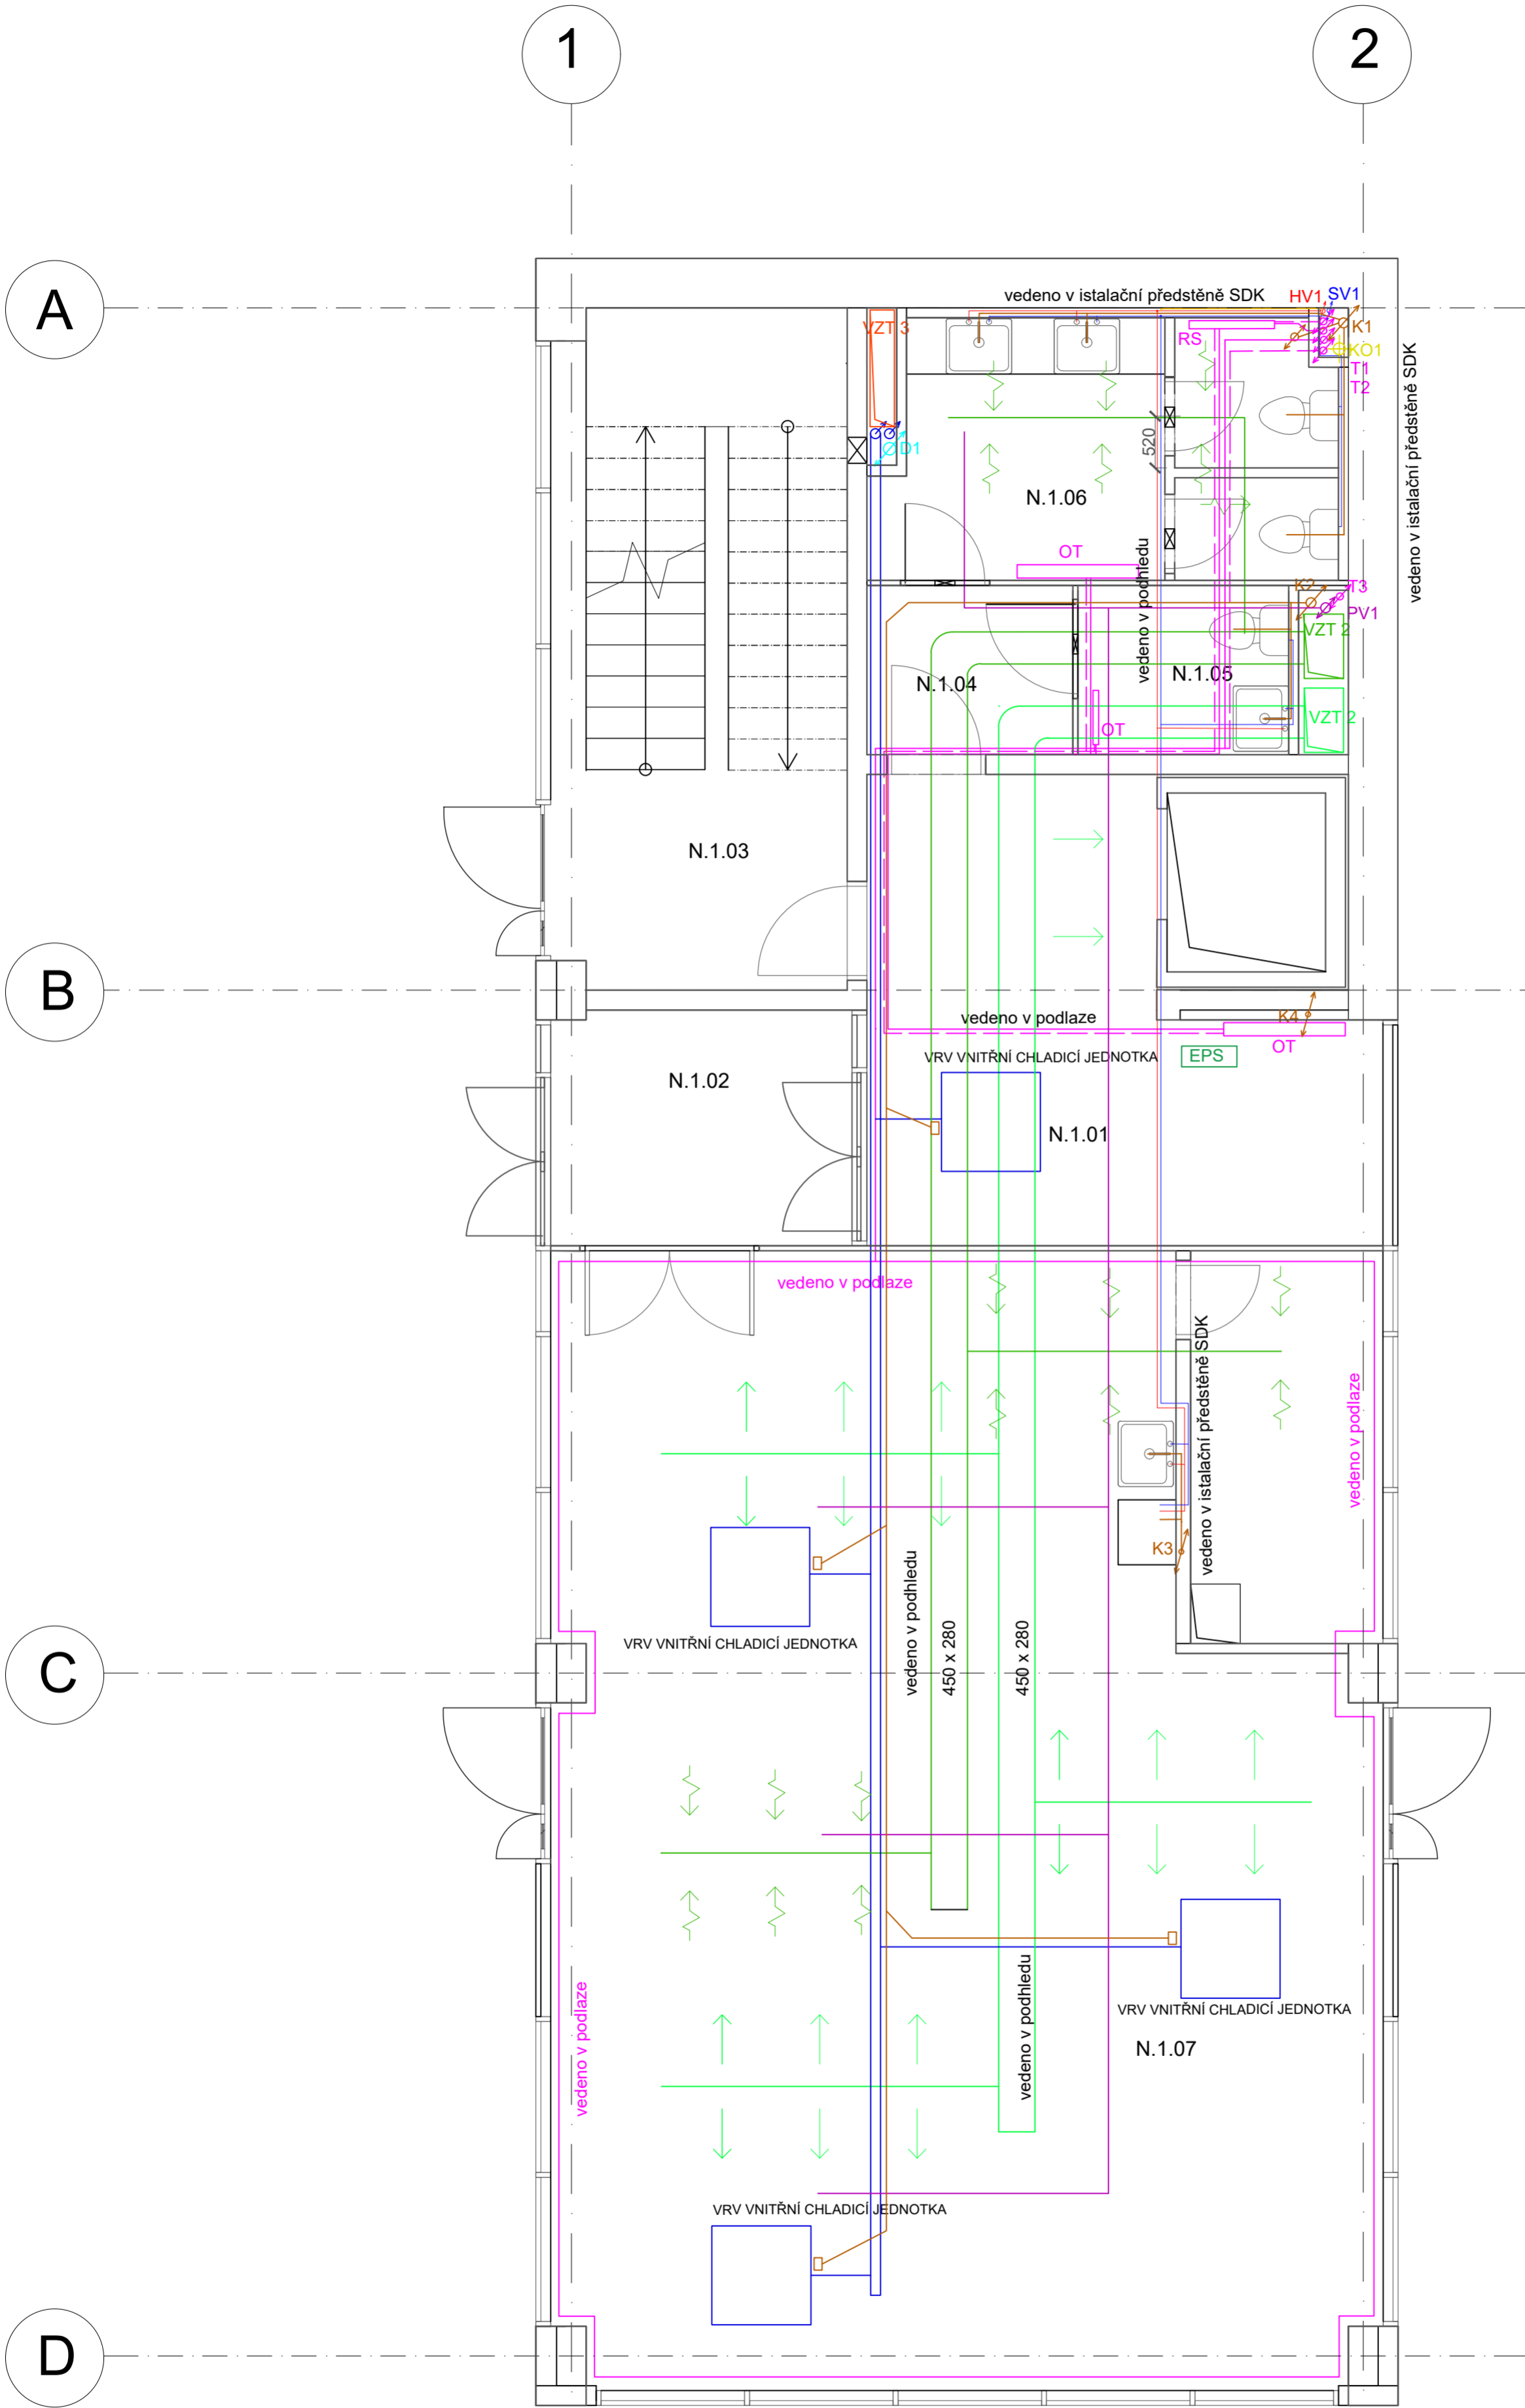 1
2
A
vedeno v istalační předstěně SDK
HV1
SV1
VZT 3
RS
K1
KO1
T1
T2
D1
520
vedeno v istalační předstěně SDK
N.1.06
OT
vedeno v podhledu
K2
T3
PV1
VZT 2
N.1.04
N.1.05
OT
VZT 2
N.1.03
B
vedeno v podlaze
K4
OT
VRV VNITŘNÍ CHLADICÍ JEDNOTKA
EPS
N.1.02
N.1.01
vedeno v podlaze
vedeno v istalační předstěně SDK
vedeno v podlaze
K3
vedeno v podhledu
450 x 280
450 x 280
VRV VNITŘNÍ CHLADICÍ JEDNOTKA
C
vedeno v podlaze
vedeno v podhledu
VRV VNITŘNÍ CHLADICÍ JEDNOTKA
N.1.07
VRV VNITŘNÍ CHLADICÍ JEDNOTKA
D